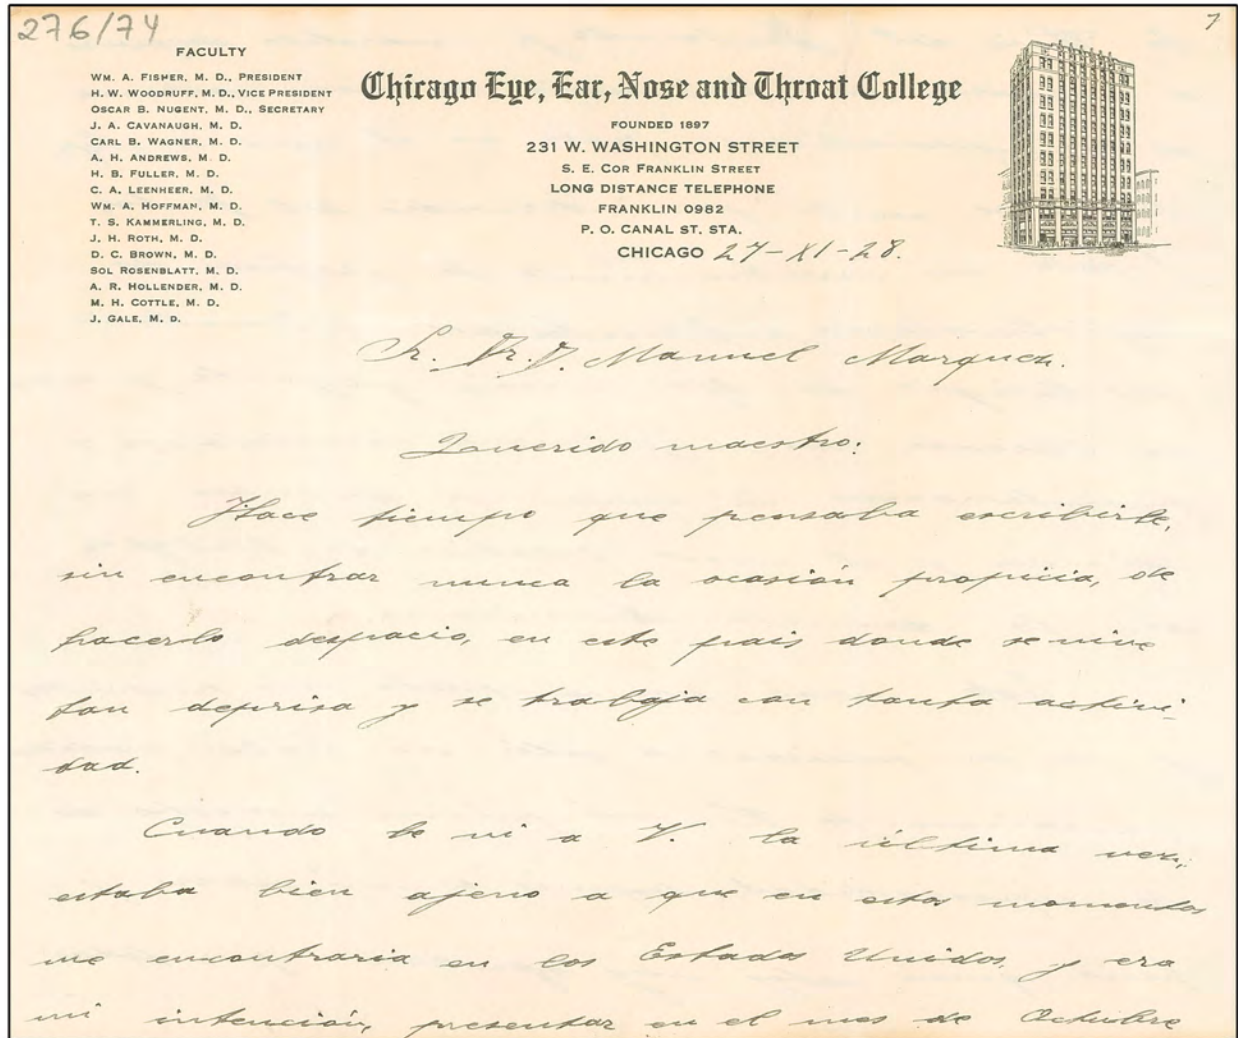 276/74
7
FACULTY
WM. A. FISHER, M. D., PRESIDENT
H. W. WOODRUFF, M. D., VICE PRESIDENT
OSCAR B. NUGENT, M. D., SECRETARY
J. A. CAVANAUGH, M. D.
CARL B. WAGNER, M. D.
A. H. ANDREWS, M. D.
H. B. FULLER, M. D.
C. A. LEENHEER, M. D.
WM. A. HOFFMAN, M. D.
T. S. KAMMERLING, M. D.
J. H. ROTH, M. D.
D. C. BROWN, M. D.
SOL ROSENBLATT, M. D.
A. R. HOLLENDER, M. D.
M. H. COTTLE, M. D.
J. GALE, M. D.
Chicago Eye, Ear, Nose and Throat College
FOUNDED 1897
231 W. WASHINGTON STREET
S. E. COR FRANKLIN STREET
LONG DISTANCE TELEPHONE
FRANKLIN 0982
P. O. CANAL ST. STA.
CHICAGO 27-XI-28.
Sr. Dr. D. Manuel Marquez.
Querido maestro:
Hace tiempo que pensaba escribirle,
sin encontrar nunca la ocasión propicia, de
hacerlo despacio, en este pais donde se vive
tan deprisa y se trabaja con tanta activi-
dad.
Cuando le vi a V. la última vez,
estaba bien ajeno a que en estos momentos
me encontraria en los Estados Unidos, y era
mi intención, presentar en el mes de Octubre